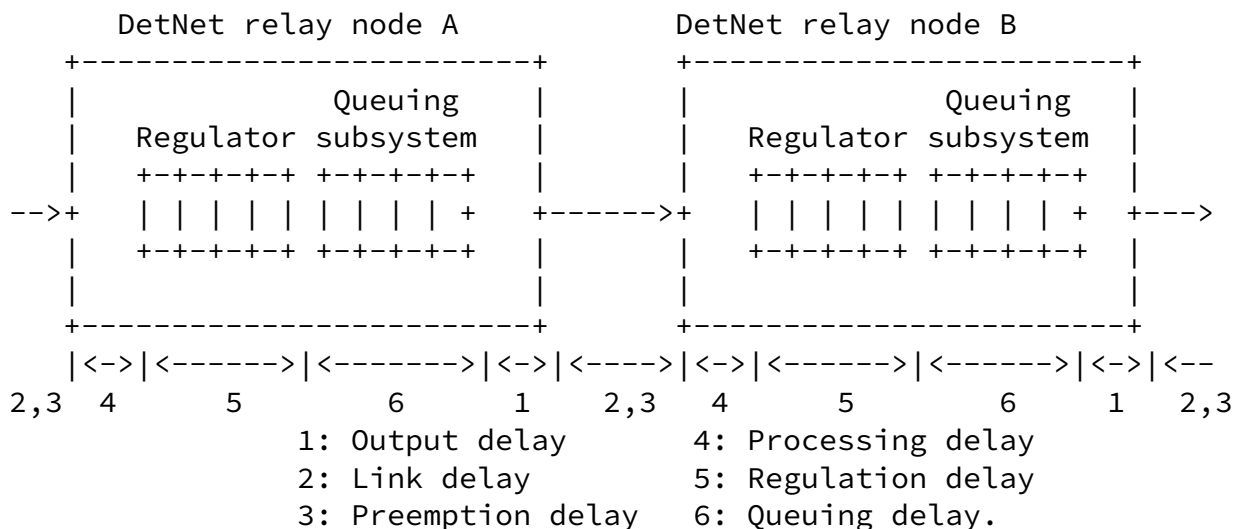 DetNet relay node A            DetNet relay node B
   +-------------------------+       +------------------------+
   |              Queuing    |       |              Queuing   |
   |   Regulator subsystem   |       |   Regulator subsystem  |
   |   +-+-+-+-+ +-+-+-+-+   |       |   +-+-+-+-+ +-+-+-+-+  |
-->+   | | | | | | | | | +   +------>+   | | | | | | | | | +  +--->
   |   +-+-+-+-+ +-+-+-+-+   |       |   +-+-+-+-+ +-+-+-+-+  |
   |                         |       |                        |
   +-------------------------+       +------------------------+
   |<->|<------>|<------->|<->|<---->|<->|<------>|<------>|<->|<--
2,3  4      5        6      1    2,3   4      5        6     1   2,3
                1: Output delay       4: Processing delay
                2: Link delay         5: Regulation delay
                3: Preemption delay   6: Queuing delay.